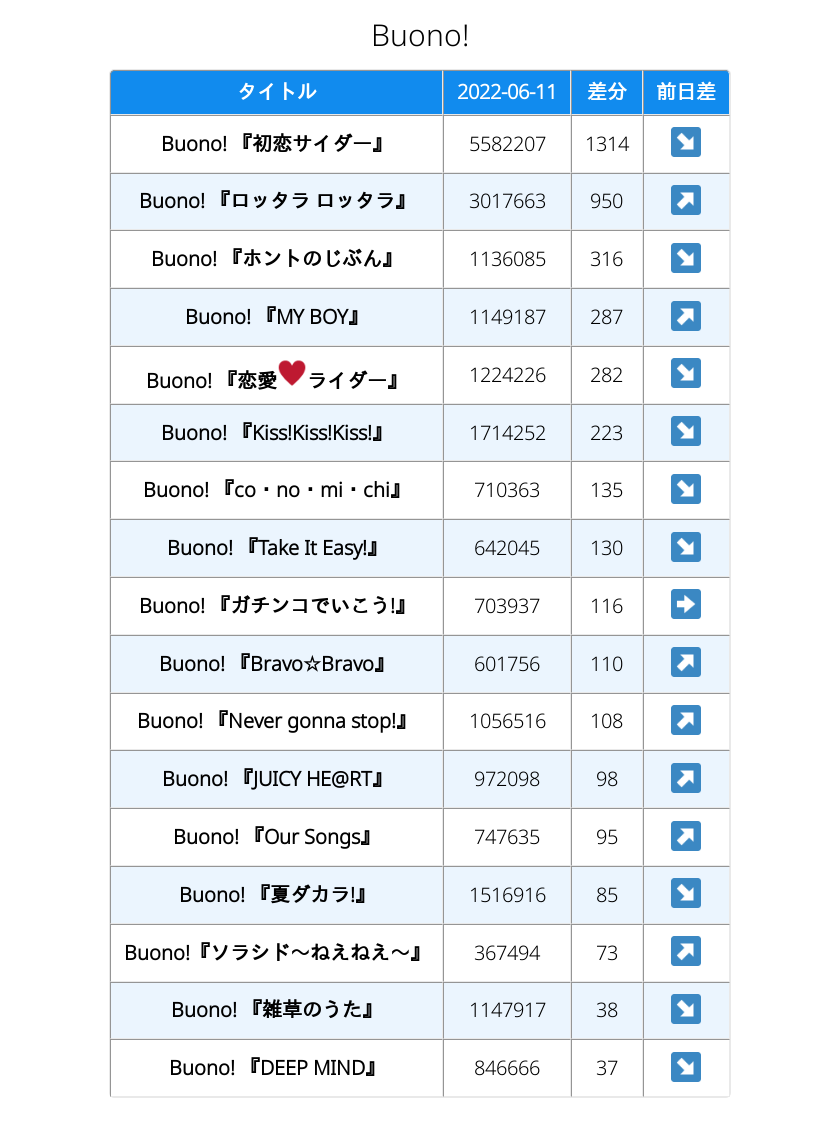 Buono!
タイトル 2022-06-11 差分 前日差
Buono! 『初恋サイダー』 5582207 1314 ↘
Buono! 『ロッタラ ロッタラ』 3017663 950 ↗
Buono! 『ホントのじぶん』 1136085 316 ↘
Buono! 『MY BOY』 1149187 287 ↗
Buono! 『恋愛♥ライダー』 1224226 282 ↘
Buono! 『Kiss!Kiss!Kiss!』 1714252 223 ↘
Buono! 『co・no・mi・chi』 710363 135 ↘
Buono! 『Take It Easy!』 642045 130 ↘
Buono! 『ガチンコでいこう!』 703937 116 ➡
Buono! 『Bravo☆Bravo』 601756 110 ↗
Buono! 『Never gonna stop!』 1056516 108 ↗
Buono! 『JUICY HE@RT』 972098 98 ↗
Buono! 『Our Songs』 747635 95 ↗
Buono! 『夏ダカラ!』 1516916 85 ↘
Buono!『ソラシド〜ねえねえ〜』 367494 73 ↗
Buono! 『雑草のうた』 1147917 38 ↘
Buono! 『DEEP MIND』 846666 37 ↘